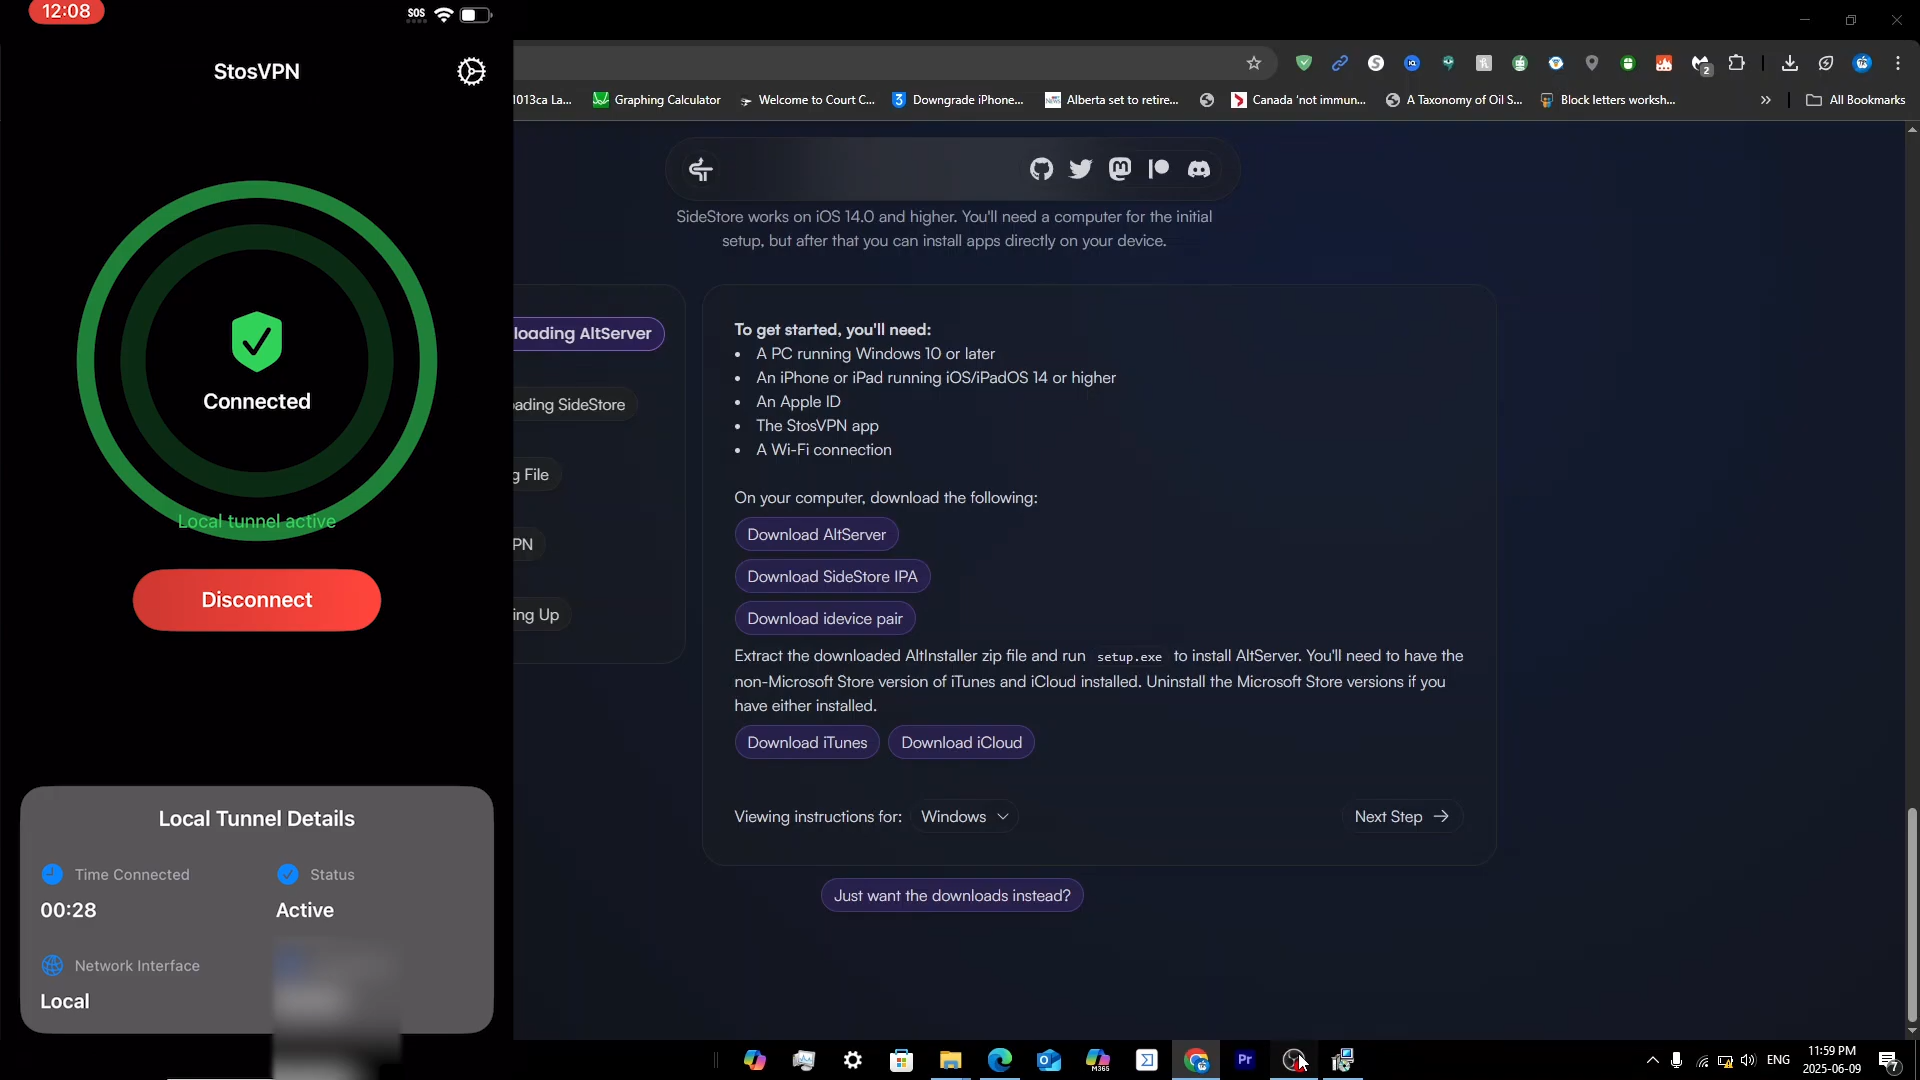 12:08
SOS
StosVPN
Connected
Local tunnel active
Disconnect
Local Tunnel Details
Time Connected
Status
00:28
Active
Network Interface
Local
1013ca La...
Graphing Calculator
Welcome to Court C...
Downgrade iPhone...
Alberta set to retire...
Canada 'not immun...
A Taxonomy of Oil S...
Block letters worksh...
All Bookmarks
SideStore works on iOS 14.0 and higher. You'll need a computer for the initial
setup, but after that you can install apps directly on your device.
loading AltServer
ading SideStore
g File
PN
ing Up
To get started, you'll need:
• A PC running Windows 10 or later
• An iPhone or iPad running iOS/iPadOS 14 or higher
• An Apple ID
• The StosVPN app
• A Wi-Fi connection
On your computer, download the following:
Download AltServer
Download SideStore IPA
Download idevice pair
Extract the downloaded AltInstaller zip file and run setup.exe to install AltServer. You'll need to have the
non-Microsoft Store version of iTunes and iCloud installed. Uninstall the Microsoft Store versions if you
have either installed.
Download iTunes
Download iCloud
Viewing instructions for: Windows
Next Step →
Just want the downloads instead?
M365
Pr
ENG
11:59 PM
2025-06-09
7